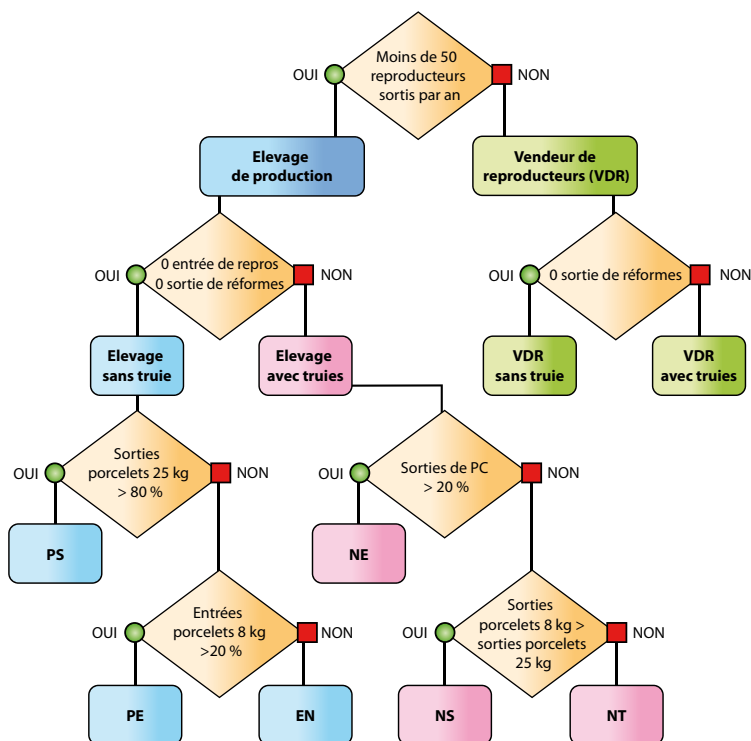 Moins de 50
reproducteurs
sortis par an
OUI
NON
Elevage
de production
Vendeur de
reproducteurs (VDR)
OUI
0 entrée de repros
0 sortie de réformes
NON
OUI
0 sortie de réformes
NON
Elevage
sans truie
Elevage
avec truies
VDR
sans truie
VDR
avec truies
OUI
Sorties
porcelets 25 kg
> 80 %
NON
OUI
Sorties de PC
> 20 %
NON
PS
NE
OUI
Entrées
porcelets 8 kg
>20 %
NON
OUI
Sorties
porcelets 8 kg >
sorties porcelets
25 kg
NON
PE
EN
NS
NT